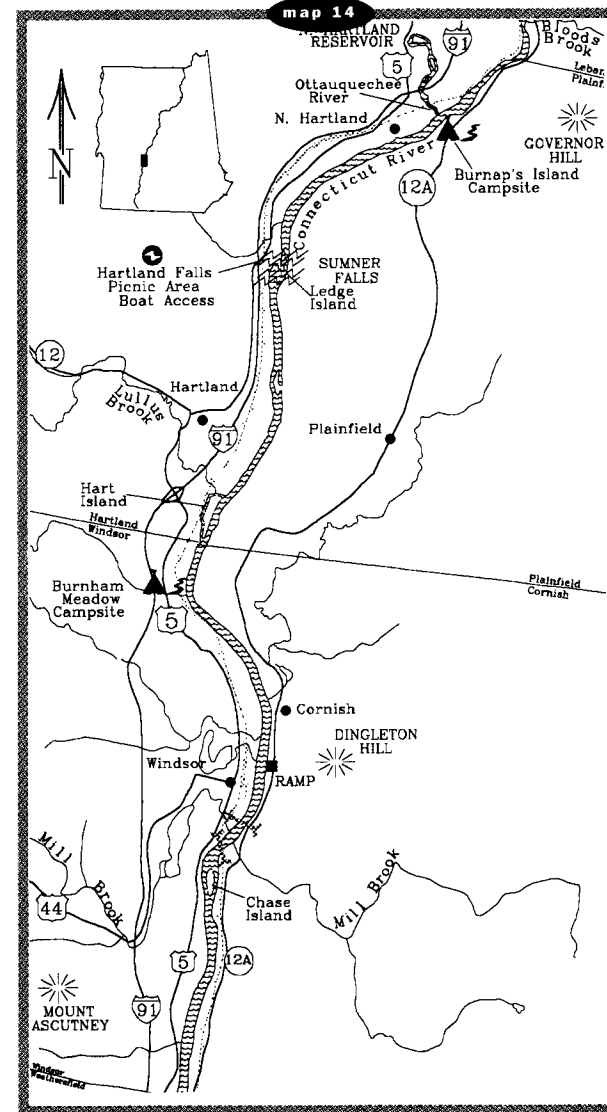 map 14
N. HARTLAND
RESERVOIR
91
5
Bloods
Brook
Lebar.
Plainf.
Ottauquechee
River
N. Hartland
GOVERNOR
HILL
Burnap's Island
Campsite
Connecticut River
12A
N
Hartland Falls
Picnic Area
Boat Access
SUMNER
FALLS
Ledge
Island
12
Hartland
Lullus
Brook
91
Plainfield
Hart
Island
Hartland
Windsor
Plainfield
Cornish
Burnham
Meadow
Campsite
5
Cornish
DINGLETON
HILL
Windsor
RAMP
Mill
Brook
44
Chase
Island
Mill Brook
5
12A
91
MOUNT
ASCUTNEY
Windsor
Weathersfield